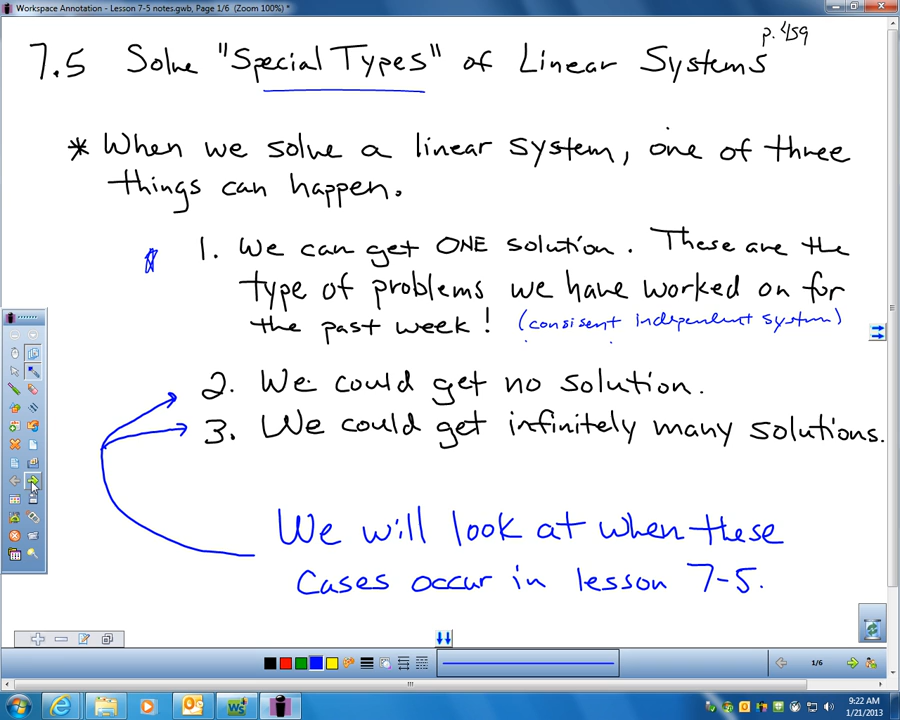 Workspace Annotation - Lesson 7-5 notes.gwb, Page 1/6 (Zoom 100%) *
p. 459
7.5 Solve "Special Types" of Linear Systems
* When we solve a linear system, one of three
things can happen.
1. We can get ONE solution. These are the
type of problems we have worked on for
the past week! (consisent independent system)
2. We could get no solution.
3. We could get infinitely many solutions.
We will look at when these
cases occur in lesson 7-5.
1/6
9:22 AM
1/21/2013